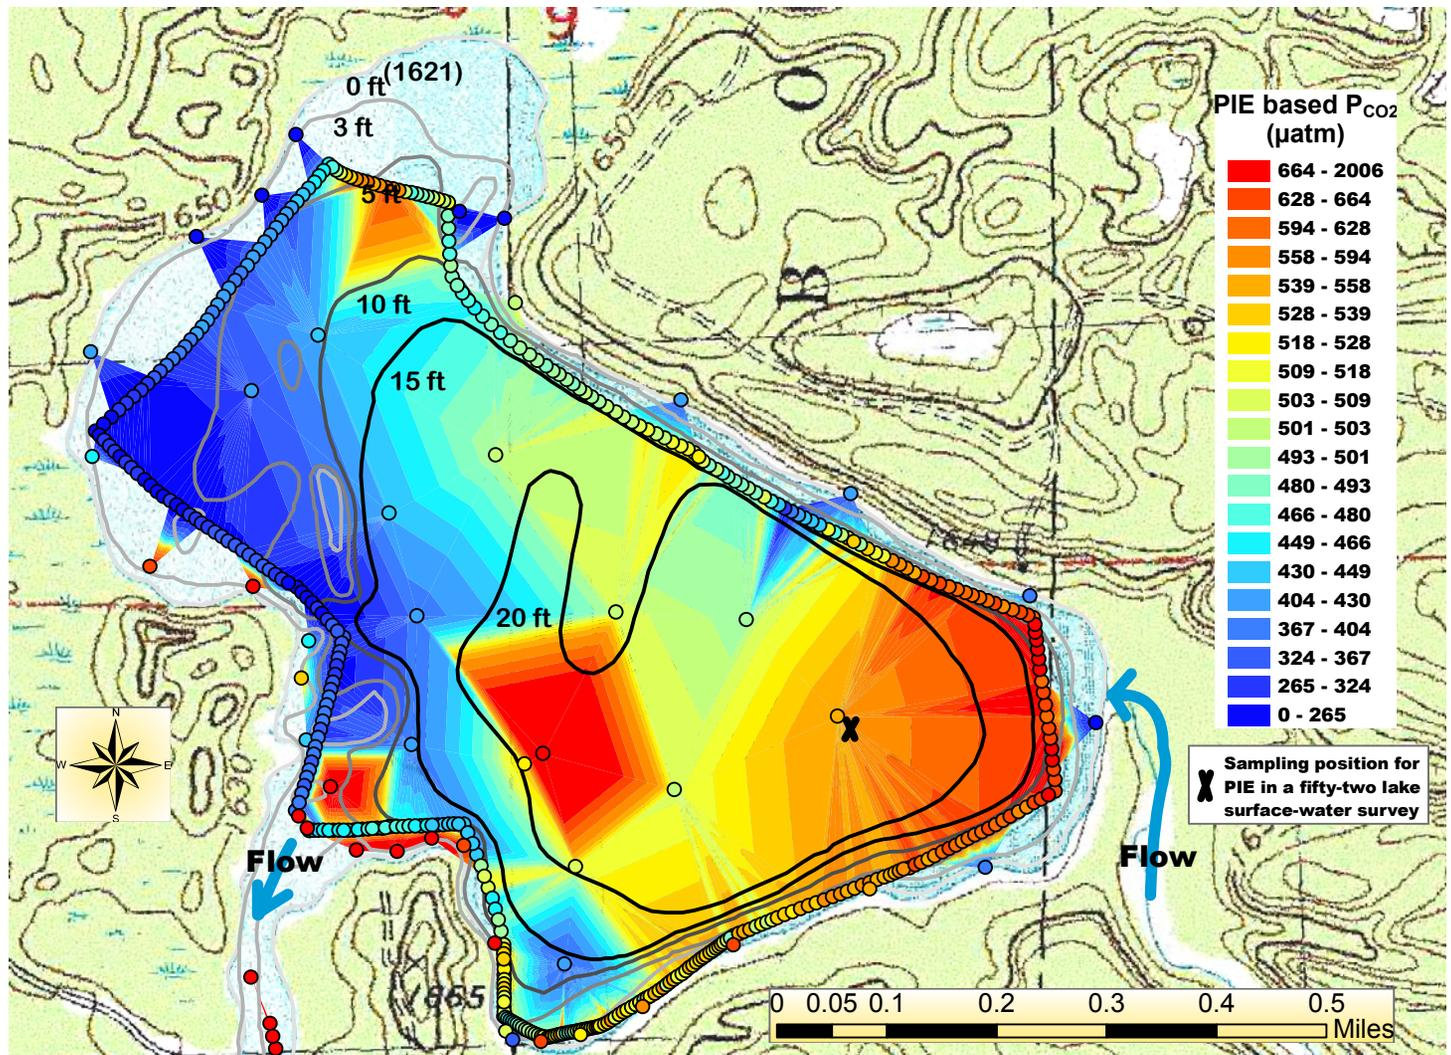 9
0 ft (1621)
3 ft
O
650
5 ft
650
B
10 ft
15 ft
20 ft
PIE based PCO2
(µatm)
664 - 2006
628 - 664
594 - 628
558 - 594
539 - 558
528 - 539
518 - 528
509 - 518
503 - 509
501 - 503
493 - 501
480 - 493
466 - 480
449 - 466
430 - 449
404 - 430
367 - 404
324 - 367
265 - 324
0 - 265
N
W E
S
Sampling position for
PIE in a fifty-two lake
surface-water survey
Flow
Flow
1665
0 0.05 0.1 0.2 0.3 0.4 0.5
Miles